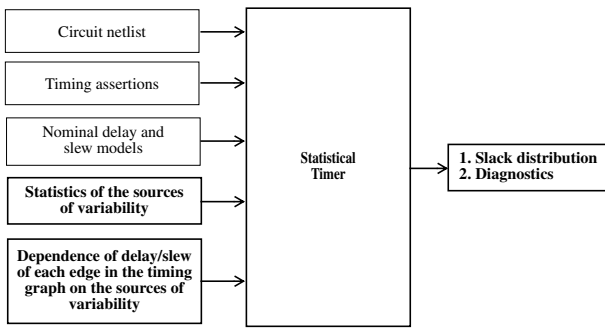 Circuit netlist
Timing assertions
Nominal delay and
slew models
Statistics of the sources
of variability
Dependence of delay/slew
of each edge in the timing
graph on the sources of
variability
Statistical
Timer
1. Slack distribution
2. Diagnostics